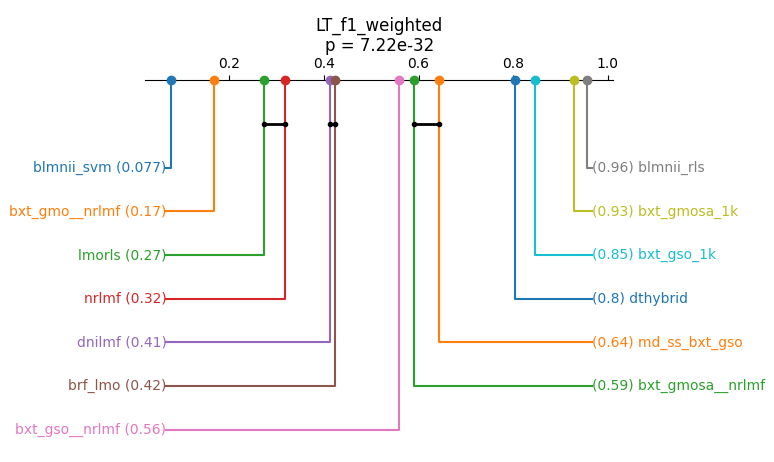 LT_f1_weighted
p = 7.22e-32
0.2 0.4 0.6 0.8 1.0
blmnii_svm (0.077) (0.96) blmnii_rls
bxt_gmo__nrlmf (0.17) (0.93) bxt_gmosa_1k
lmorls (0.27) (0.85) bxt_gso_1k
nrlmf (0.32) (0.8) dthybrid
dnilmf (0.41) (0.64) md_ss_bxt_gso
brf_lmo (0.42) (0.59) bxt_gmosa__nrlmf
bxt_gso__nrlmf (0.56)